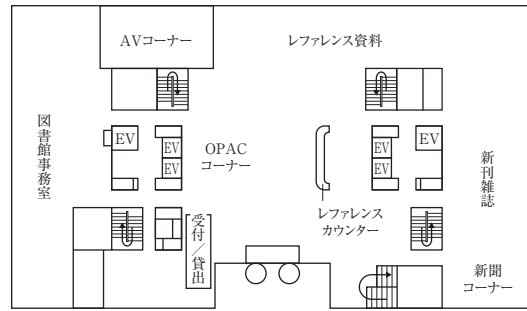 AVコーナー
レファレンス資料
図書館事務室
EV
EV
EV
OPAC
コーナー
EV
EV
EV
新刊雑誌
レファレンス
カウンター
受付／貸出
新聞
コーナー